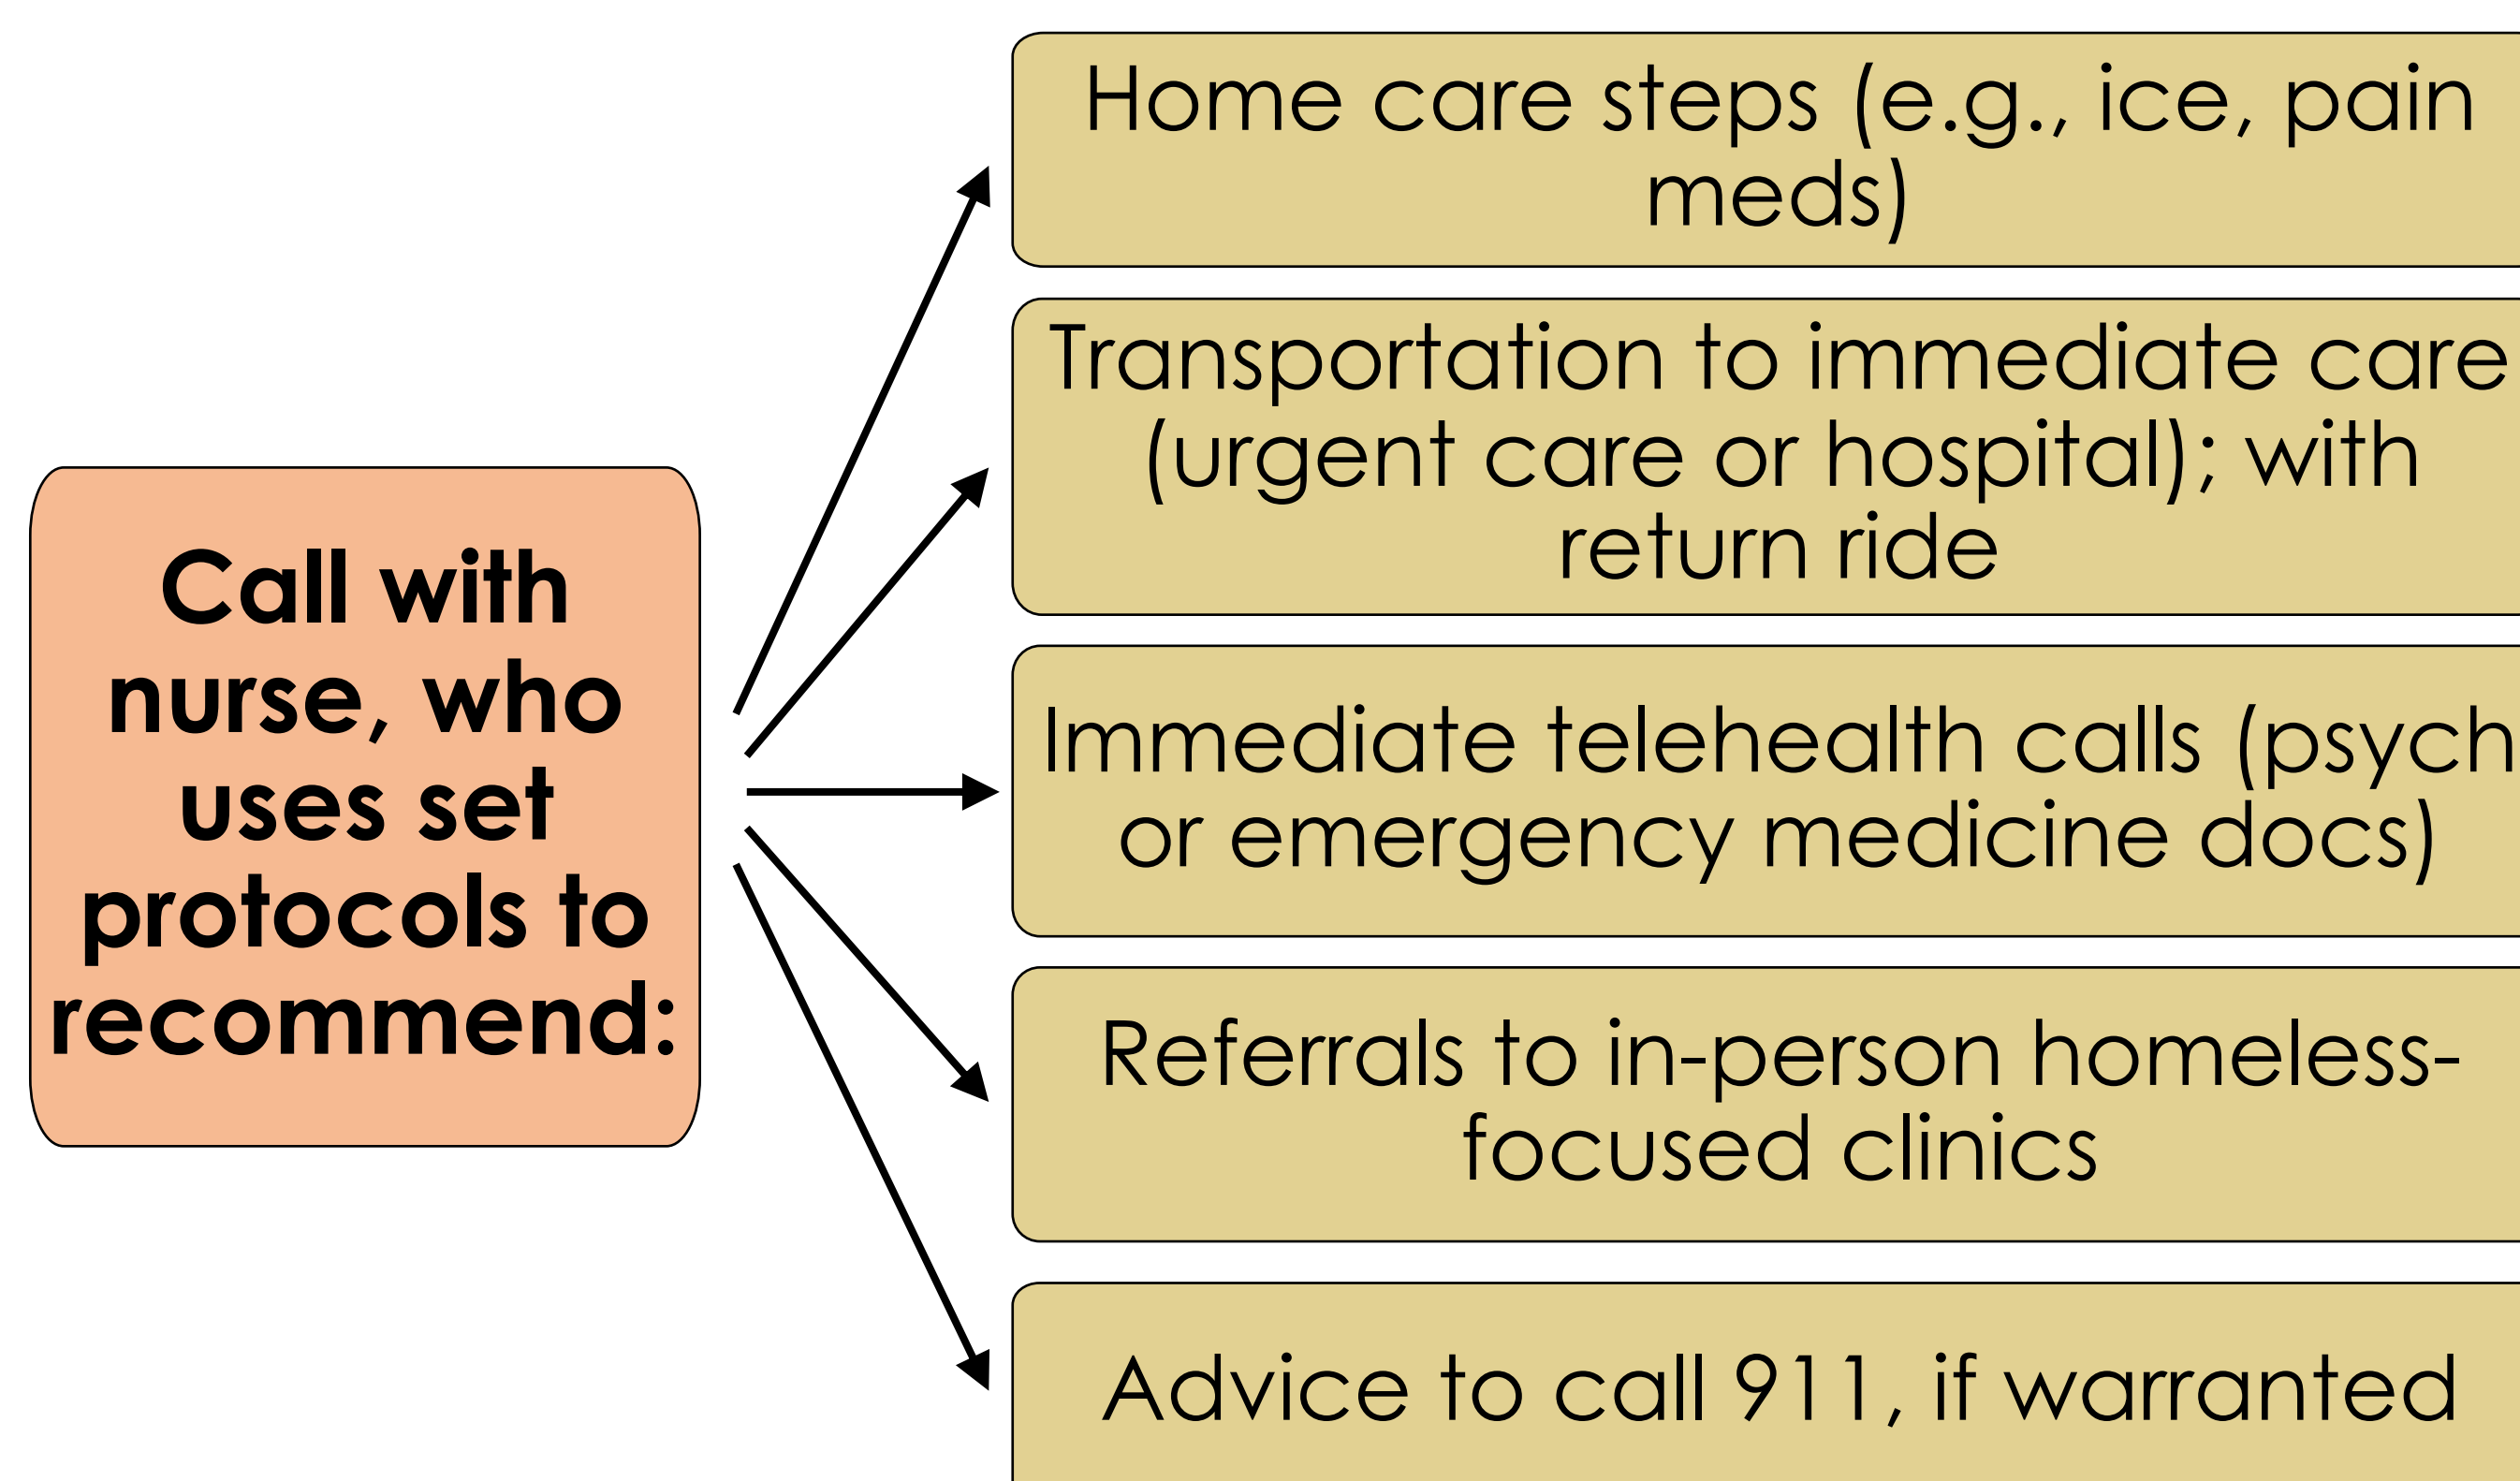 Call with
nurse, who
uses set
protocols to
recommend:
Home care steps (e.g., ice, pain
meds)
Transportation to immediate care
(urgent care or hospital); with
return ride
Immediate telehealth calls (psych
or emergency medicine docs)
Referrals to in-person homeless-
focused clinics
Advice to call 911, if warranted